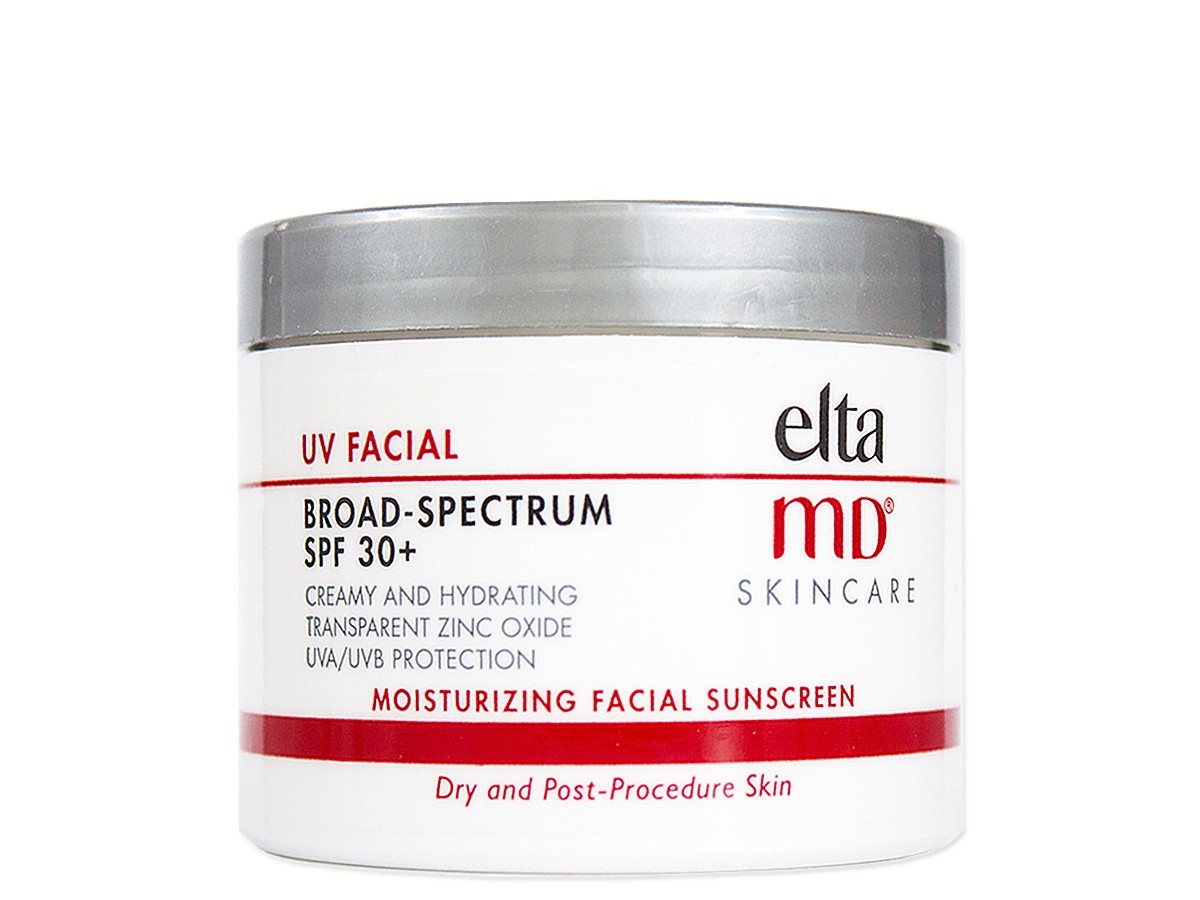 UV FACIAL
BROAD-SPECTRUM
SPF 30+
CREAMY AND HYDRATING
TRANSPARENT ZINC OXIDE
UVA/UVB PROTECTION
elta
MD®
SKINCARE
MOISTURIZING FACIAL SUNSCREEN
Dry and Post-Procedure Skin